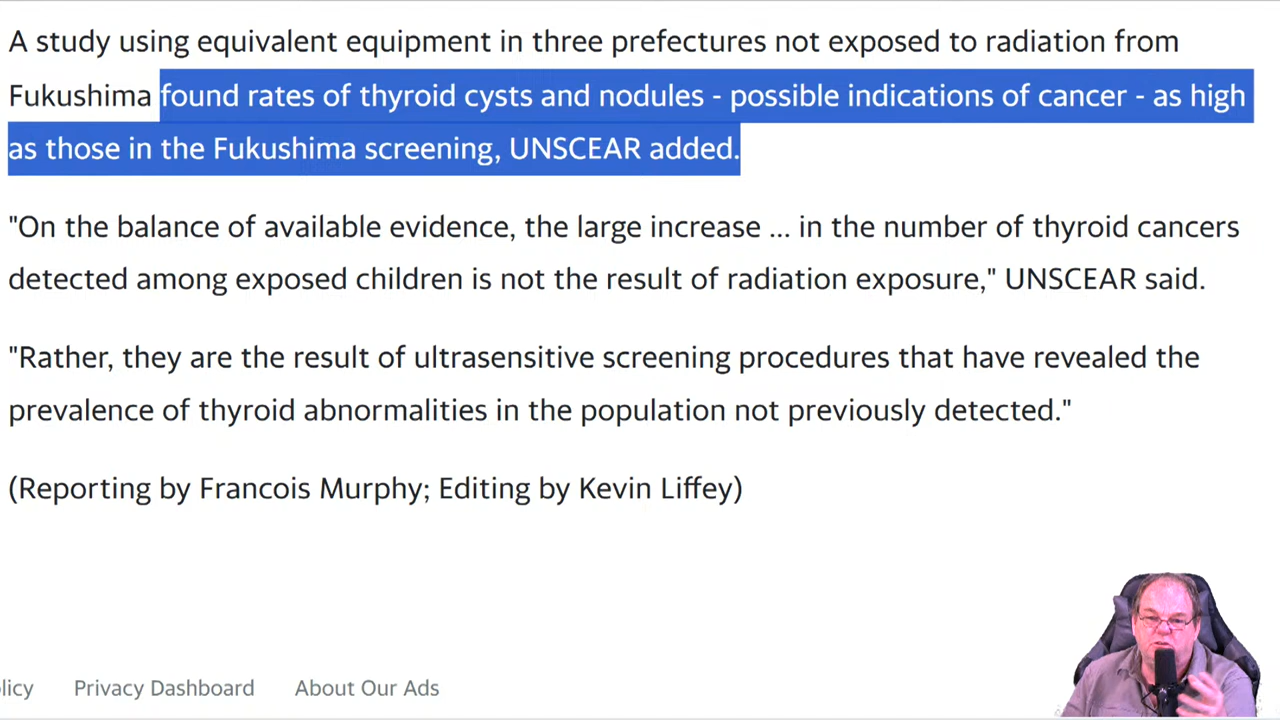 A study using equivalent equipment in three prefectures not exposed to radiation from
Fukushima found rates of thyroid cysts and nodules - possible indications of cancer - as high
as those in the Fukushima screening, UNSCEAR added.
"On the balance of available evidence, the large increase ... in the number of thyroid cancers
detected among exposed children is not the result of radiation exposure," UNSCEAR said.
"Rather, they are the result of ultrasensitive screening procedures that have revealed the
prevalence of thyroid abnormalities in the population not previously detected."
(Reporting by Francois Murphy; Editing by Kevin Liffey)
licy Privacy Dashboard About Our Ads